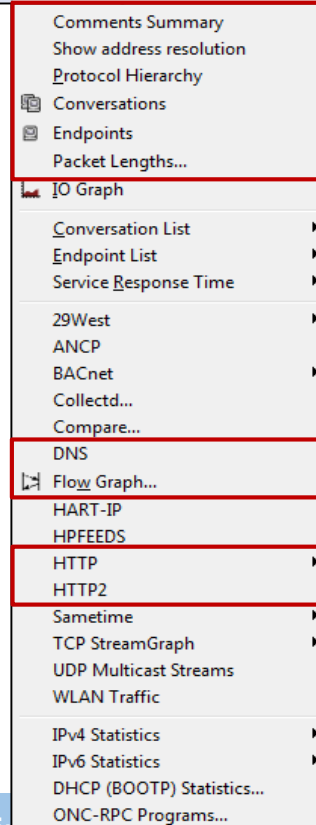 Comments Summary
Show address resolution
Protocol Hierarchy
Conversations
Endpoints
Packet Lengths...
IO Graph
Conversation List
Endpoint List
Service Response Time
29West
ANCP
BACnet
Collectd...
Compare...
DNS
Flow Graph...
HART-IP
HPFEEDS
HTTP
HTTP2
Sametime
TCP StreamGraph
UDP Multicast Streams
WLAN Traffic
IPv4 Statistics
IPv6 Statistics
DHCP (BOOTP) Statistics...
ONC-RPC Programs...